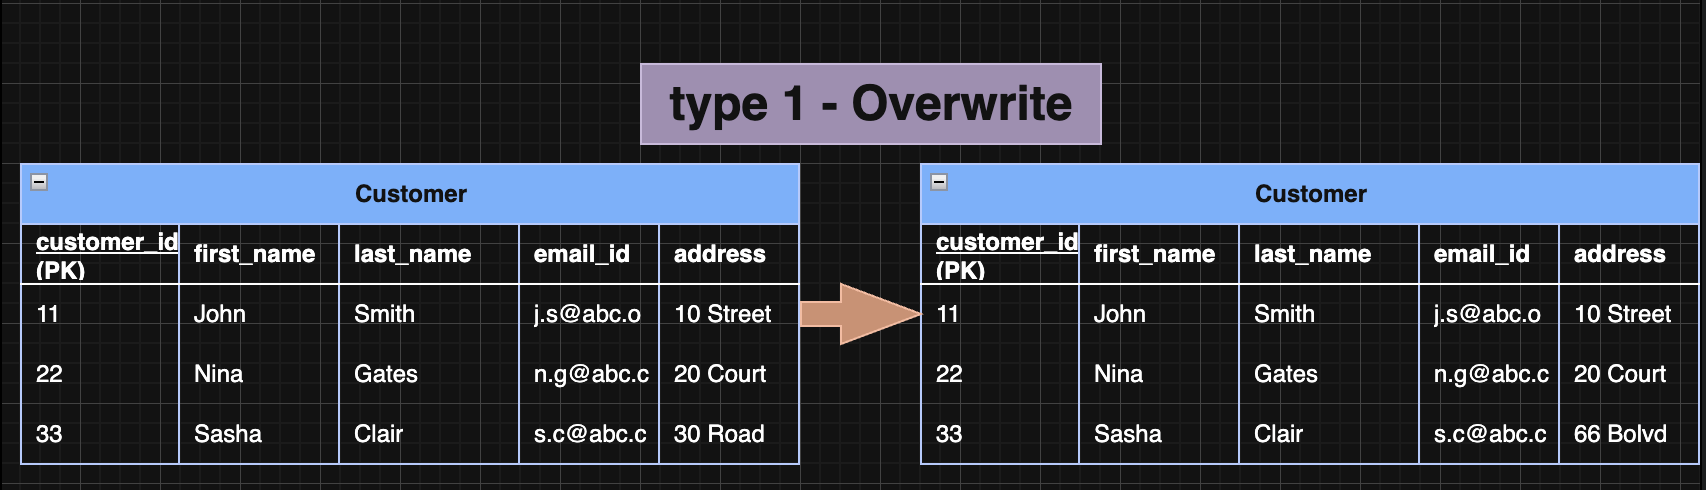 type 1 - Overwrite
Customer
customer_id (PK) first_name last_name email_id address
11 John Smith j.s@abc.o 10 Street
22 Nina Gates n.g@abc.c 20 Court
33 Sasha Clair s.c@abc.c 30 Road
Customer
customer_id (PK) first_name last_name email_id address
11 John Smith j.s@abc.o 10 Street
22 Nina Gates n.g@abc.c 20 Court
33 Sasha Clair s.c@abc.c 66 Bolvd